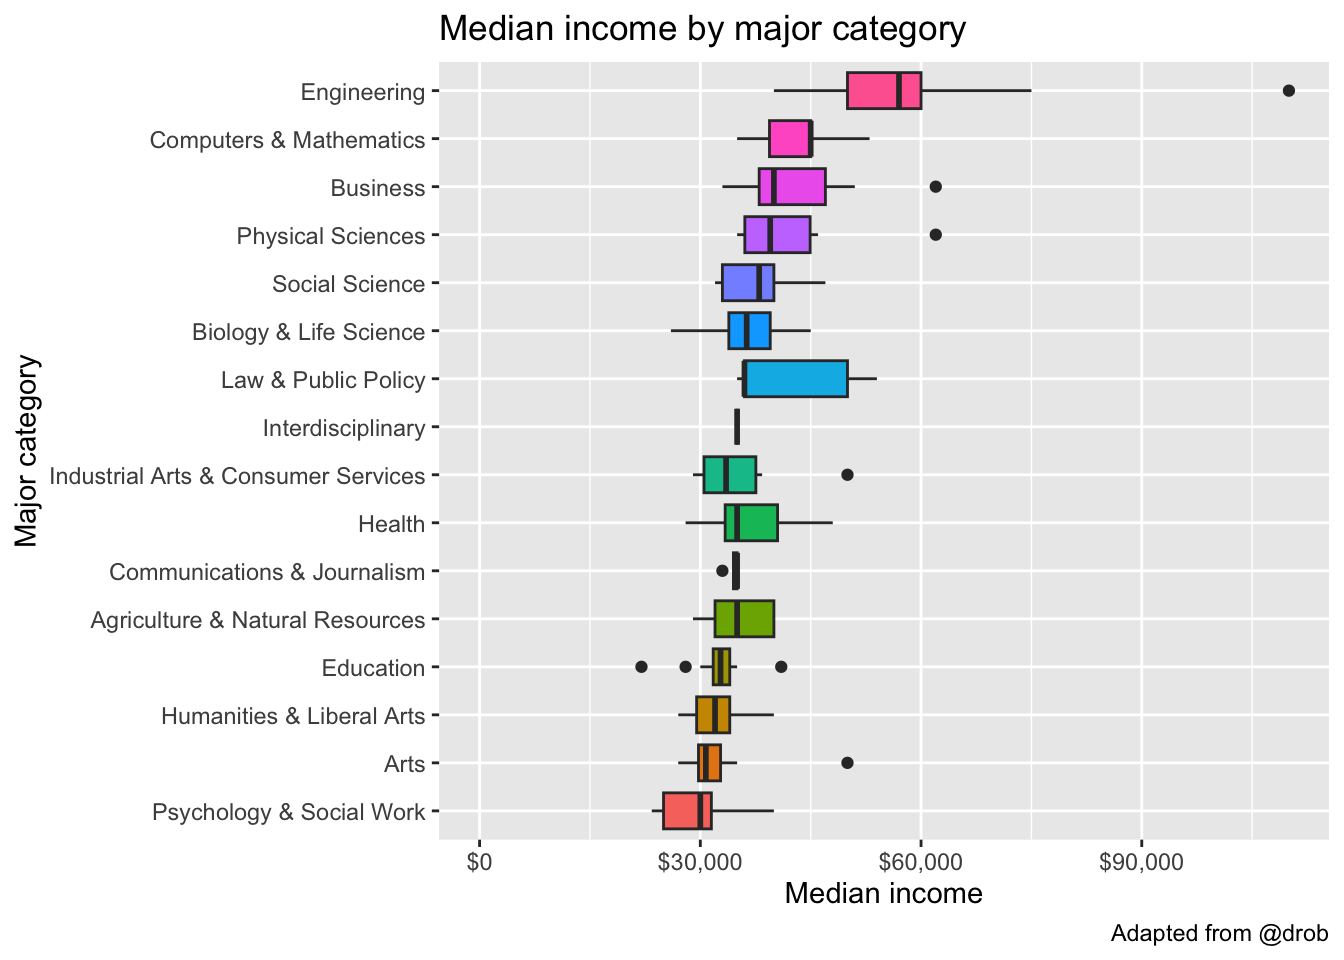 Median income by major category
Major category
Engineering
Computers & Mathematics
Business
Physical Sciences
Social Science
Biology & Life Science
Law & Public Policy
Interdisciplinary
Industrial Arts & Consumer Services
Health
Communications & Journalism
Agriculture & Natural Resources
Education
Humanities & Liberal Arts
Arts
Psychology & Social Work
$0 $30,000 $60,000 $90,000
Median income
Adapted from @drob